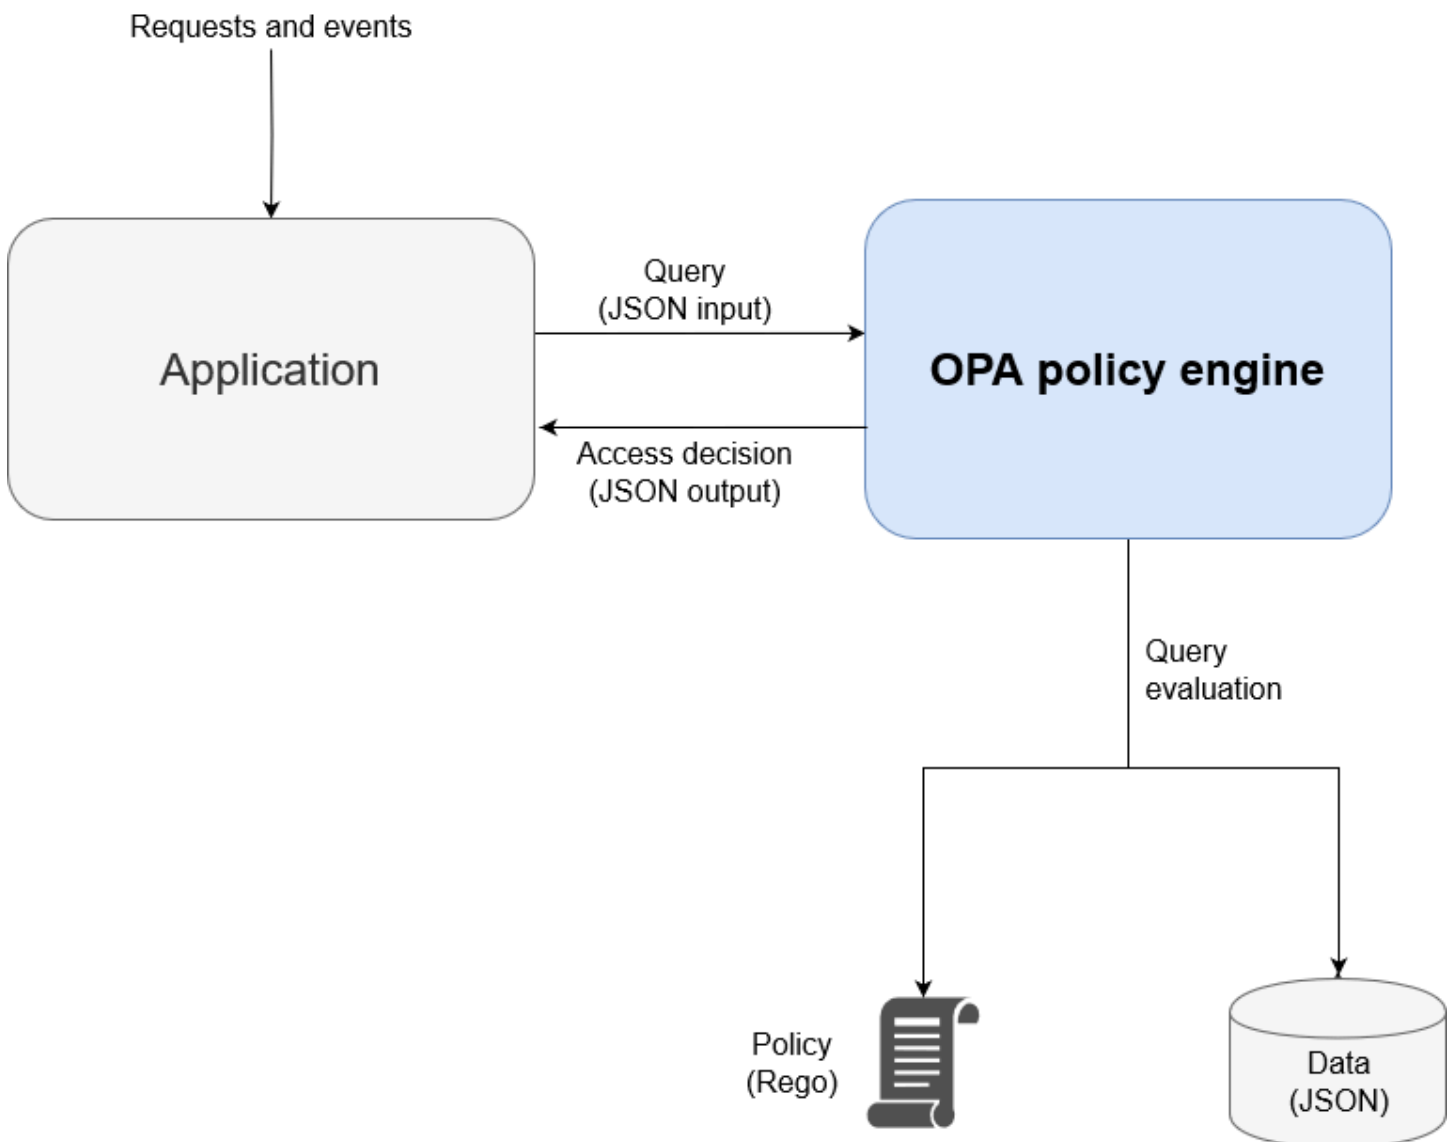 Requests and events
Application
Query
(JSON input)
Access decision
(JSON output)
OPA policy engine
Query
evaluation
Policy
(Rego)
Data
(JSON)